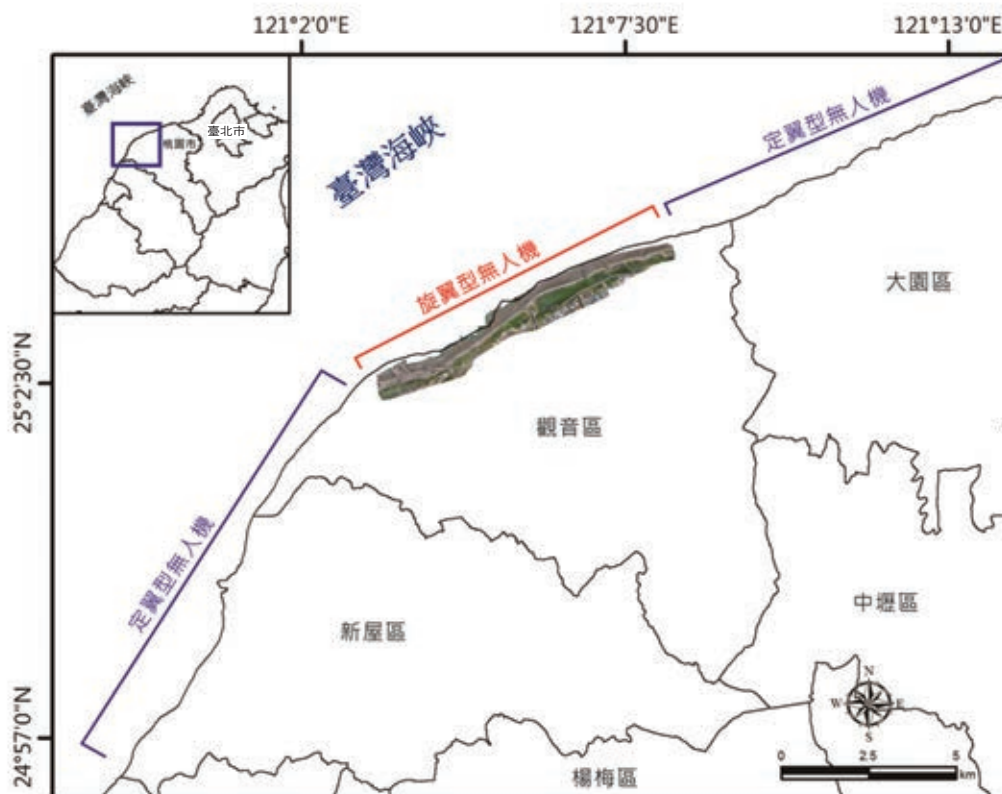 121°2'0"E
121°7'30"E
121°13'0"E
臺灣海峽
臺北市
桃園市
臺灣海峽
定翼型無人機
旋翼型無人機
大園區
25°2'30"N
觀音區
定翼型無人機
中壢區
新屋區
N
W
E
S
24°57'0"N
楊梅區
0
2.5
5
km